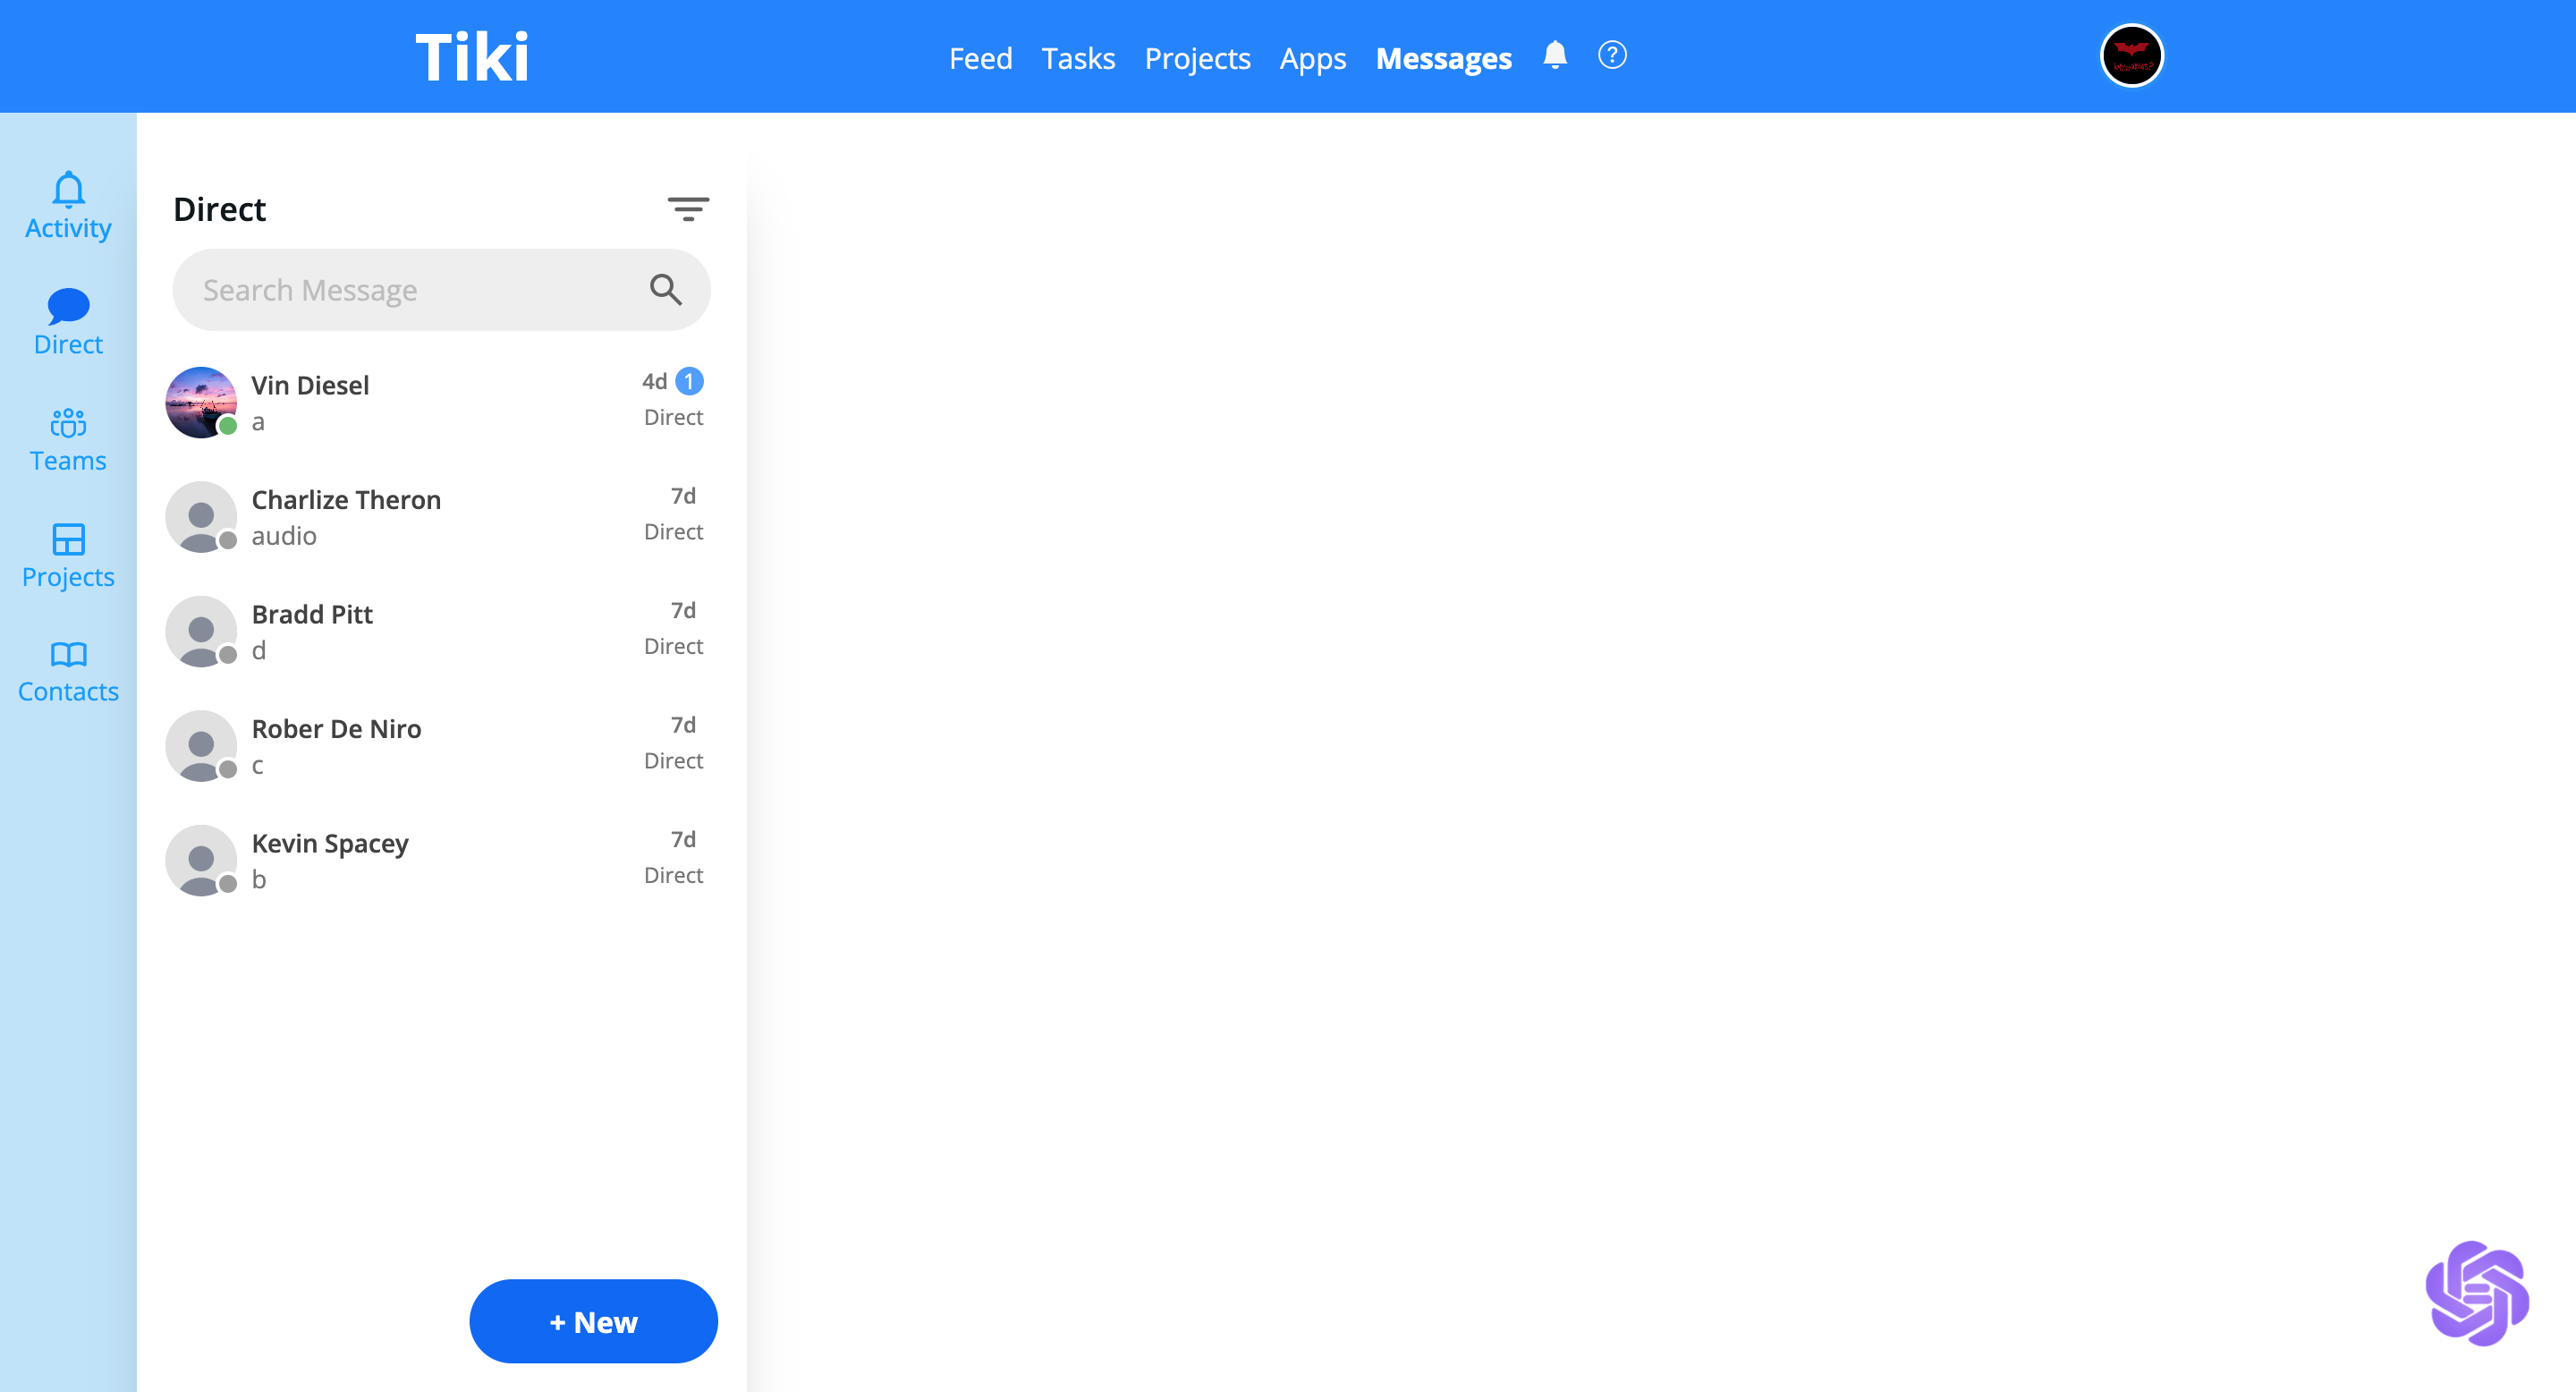 Tiki
Feed Tasks Projects Apps Messages
Activity
Direct
Teams
Projects
Contacts
Direct
Search Message
Vin Diesel 4d 1
a Direct
Charlize Theron 7d
audio Direct
Bradd Pitt 7d
d Direct
Rober De Niro 7d
c Direct
Kevin Spacey 7d
b Direct
+ New